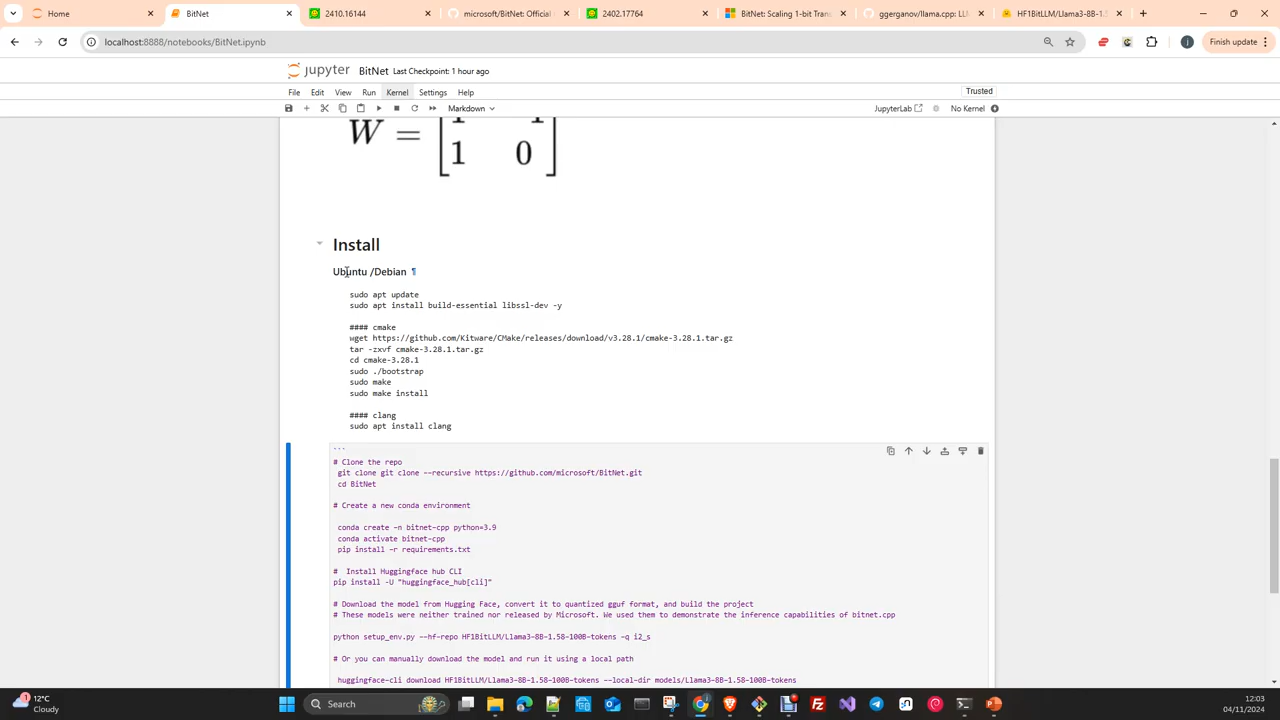 Home
BitNet
2410.16144
microsoft/BitNet: Official
2402.17764
BitNet: Scaling 1-bit Trans
ggerganov/llama.cpp: LL
HF1BitLLM/Llama3-8B-1.5
localhost:8888/notebooks/BitNet.ipynb
Finish update
jupyter BitNet Last Checkpoint: 1 hour ago
File Edit View Run Kernel Settings Help
Trusted
Markdown
JupyterLab
No Kernel
W =
1 0
Install
Ubuntu /Debian ¶
sudo apt update
sudo apt install build-essential libssl-dev -y
#### cmake
wget https://github.com/Kitware/CMake/releases/download/v3.28.1/cmake-3.28.1.tar.gz
tar -zxvf cmake-3.28.1.tar.gz
cd cmake-3.28.1
sudo ./bootstrap
sudo make
sudo make install
#### clang
sudo apt install clang
```
# Clone the repo
git clone git clone --recursive https://github.com/microsoft/BitNet.git
cd BitNet
# Create a new conda environment
conda create -n bitnet-cpp python=3.9
conda activate bitnet-cpp
pip install -r requirements.txt
#  Install Huggingface hub CLI
pip install -U "huggingface_hub[cli]"
# Download the model from Hugging Face, convert it to quantized gguf format, and build the project
# These models were neither trained nor released by Microsoft. We used them to demonstrate the inference capabilities of bitnet.cpp
python setup_env.py --hf-repo HF1BitLLM/Llama3-8B-1.58-100B-tokens -q i2_s
# Or you can manually download the model and run it using a local path
huggingface-cli download HF1BitLLM/Llama3-8B-1.58-100B-tokens --local-dir models/Llama3-8B-1.58-100B-tokens
12°C
Cloudy
Search
12:03
04/11/2024